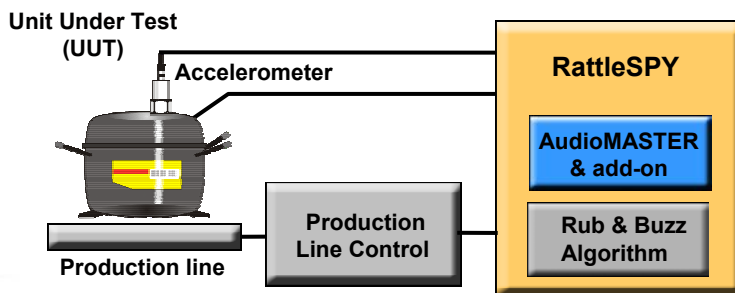 Unit Under Test
(UUT)
Accelerometer
RattleSPY
AudioMASTER
& add-on
Production
Line Control
Rub & Buzz
Algorithm
Production line